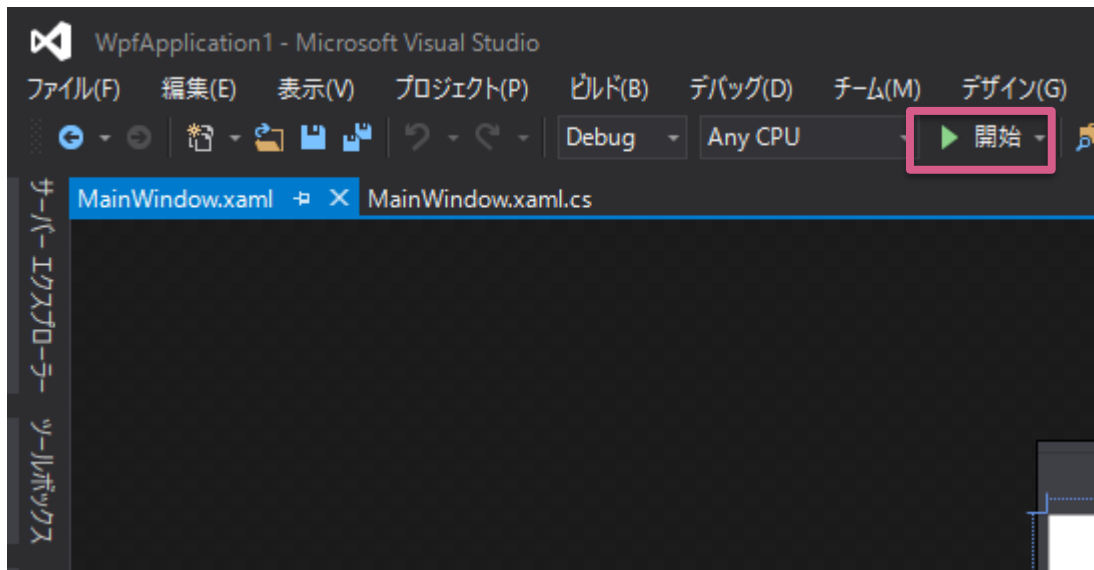 WpfApplication1 - Microsoft Visual Studio
ファイル(F) 編集(E) 表示(V) プロジェクト(P) ビルド(B) デバッグ(D) チーム(M) デザイン(G)
Debug Any CPU 開始
MainWindow.xaml MainWindow.xaml.cs
サーバー エクスプローラー
ツールボックス